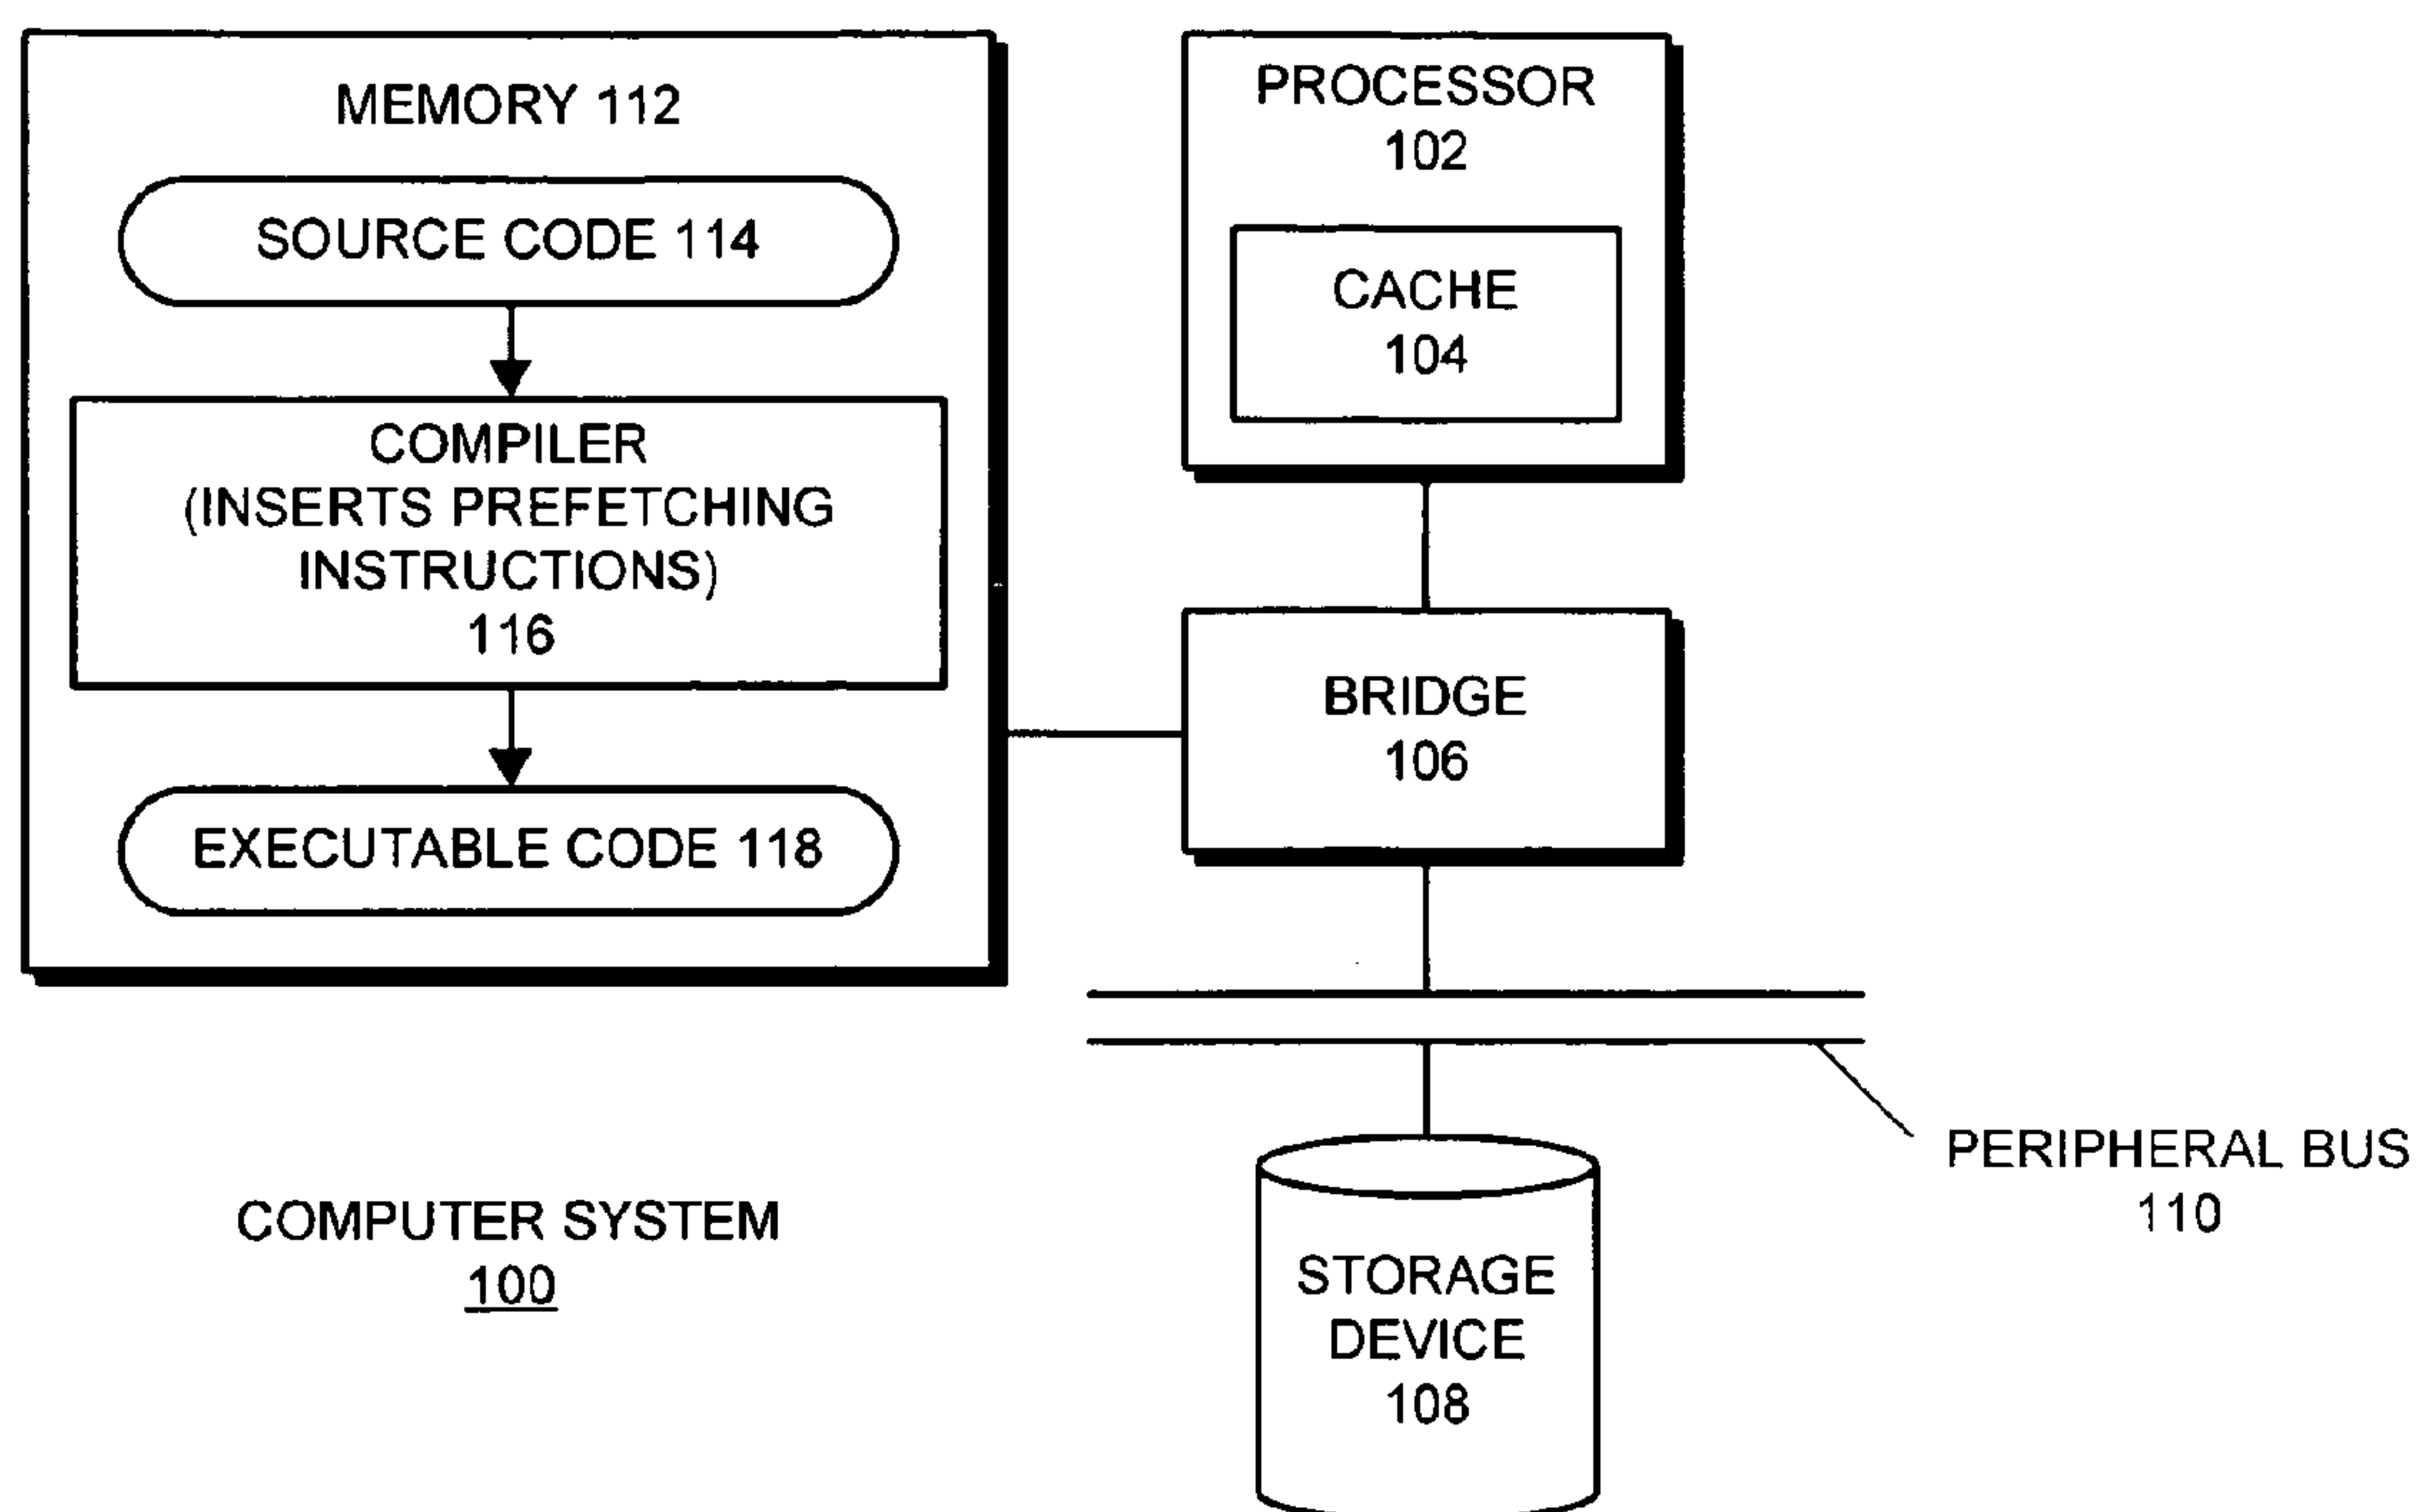 MEMORY 112
SOURCE CODE 114
COMPILER
(INSERTS PREFETCHING
INSTRUCTIONS)
116
EXECUTABLE CODE 118
PROCESSOR
102
CACHE
104
BRIDGE
106
PERIPHERAL BUS
110
STORAGE
DEVICE
108
COMPUTER SYSTEM
100